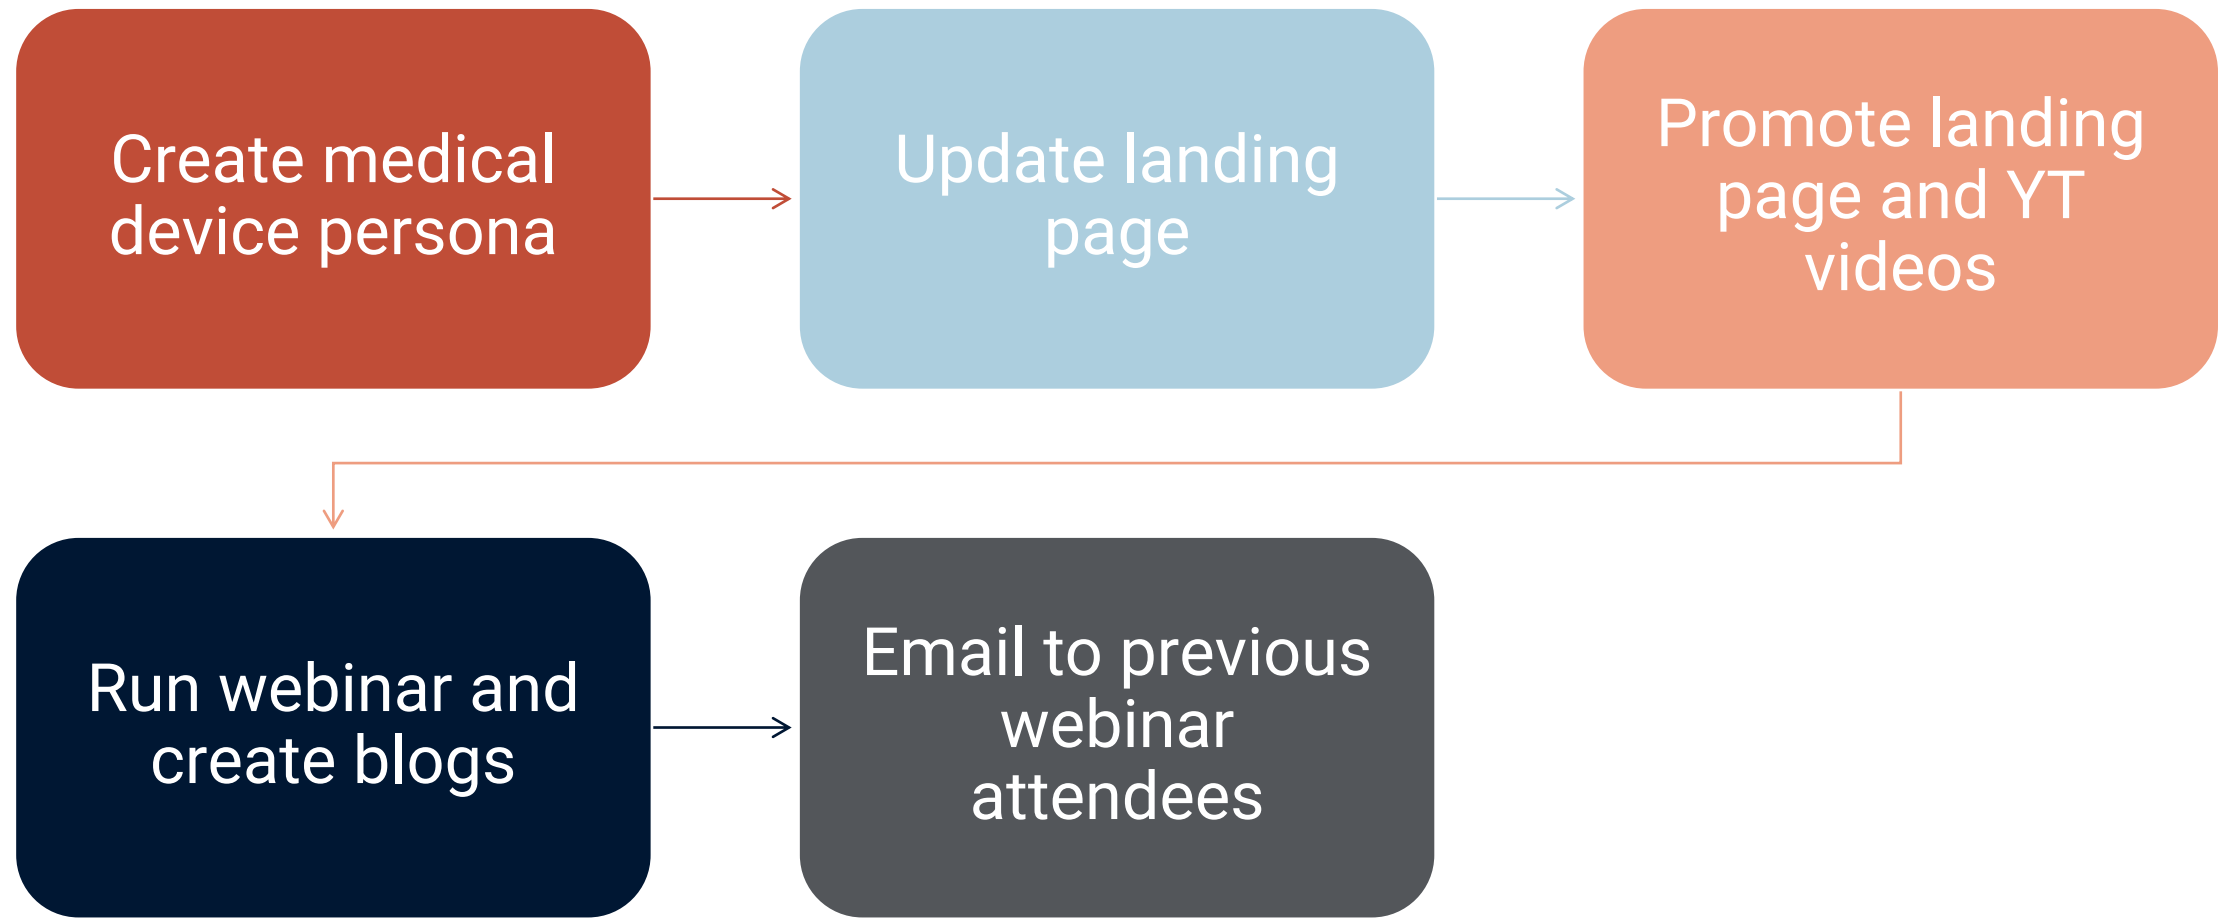 Create medical
device persona
Update landing
page
Promote landing
page and YT
videos
Run webinar and
create blogs
Email to previous
webinar
attendees